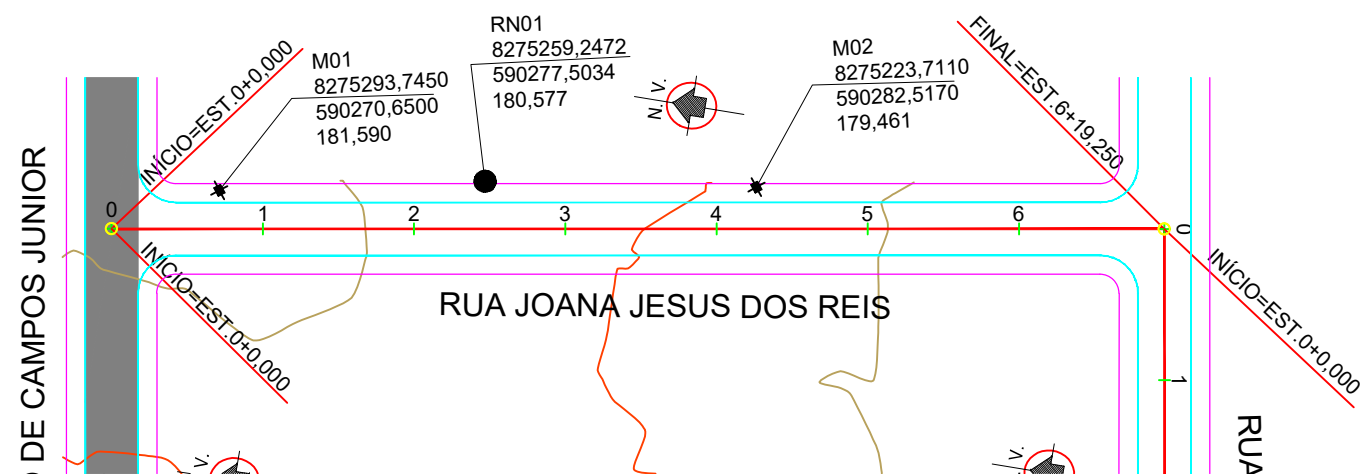 INÍCIO=EST.0+0,000
M01
8275293,7450
590270,6500
181,590
RN01
8275259,2472
590277,5034
180,577
N. V.
M02
8275223,7110
590282,5170
179,461
FINAL=EST.6+19,250
0
1
2
3
4
5
6
0
INÍCIO=EST.0+0,000
INÍCIO=EST.0+0,000
RUA JOANA JESUS DOS REIS
DE CAMPOS JUNIOR
1
RUA
V.
N. V.